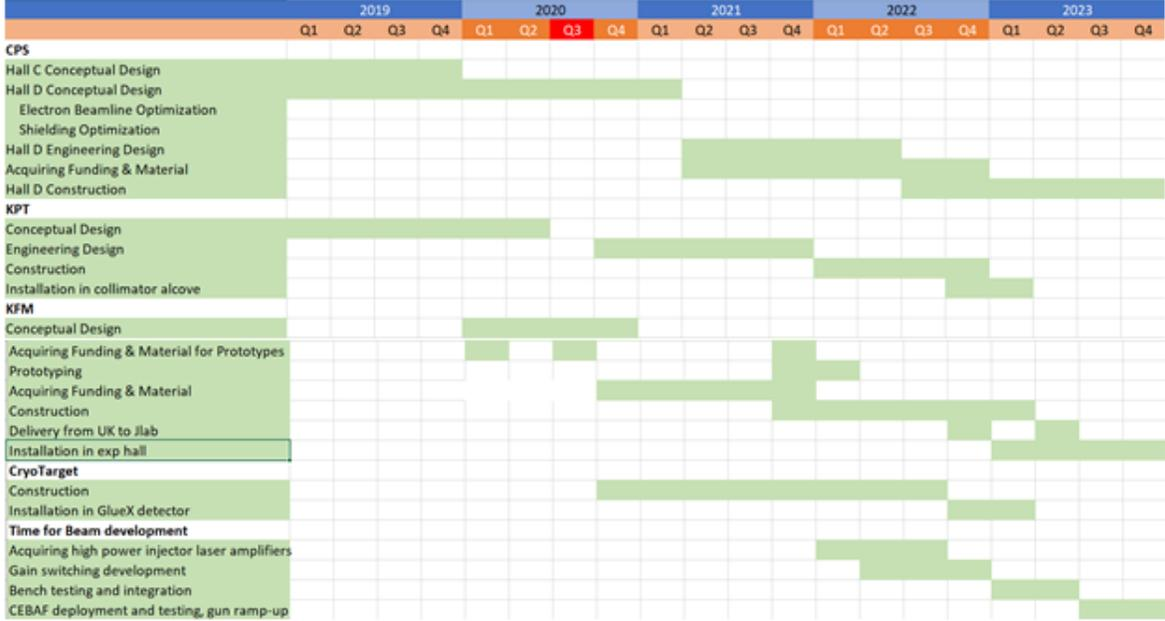 2019 2020 2021 2022 2023
Q1 Q2 Q3 Q4 Q1 Q2 Q3 Q4 Q1 Q2 Q3 Q4 Q1 Q2 Q3 Q4 Q1 Q2 Q3 Q4
CPS
Hall C Conceptual Design
Hall D Conceptual Design
Electron Beamline Optimization
Shielding Optimization
Hall D Engineering Design
Acquiring Funding & Material
Hall D Construction
KPT
Conceptual Design
Engineering Design
Construction
Installation in collimator alcove
KFM
Conceptual Design
Acquiring Funding & Material for Prototypes
Prototyping
Acquiring Funding & Material
Construction
Delivery from UK to Jlab
Installation in exp hall
CryoTarget
Construction
Installation in GlueX detector
Time for Beam development
Acquiring high power injector laser amplifiers
Gain switching development
Bench testing and integration
CEBAF deployment and testing, gun ramp-up